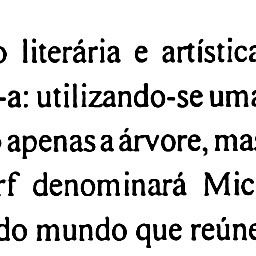 o literária e artística
-a: utilizando-se uma
apenas a árvore, mas
rf denominará Mic
do mundo que reúne